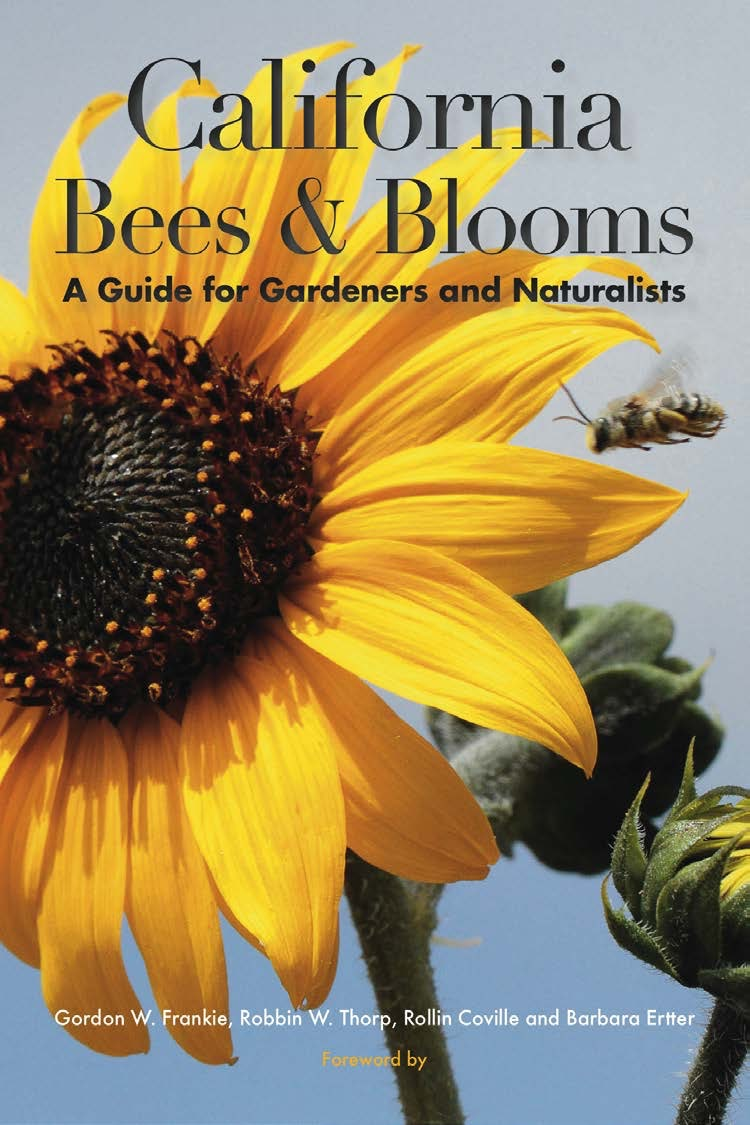 California
Bees & Blooms
A Guide for Gardeners and Naturalists
Gordon W. Frankie, Robbin W. Thorp, Rollin Coville and Barbara Ertter
Foreword by